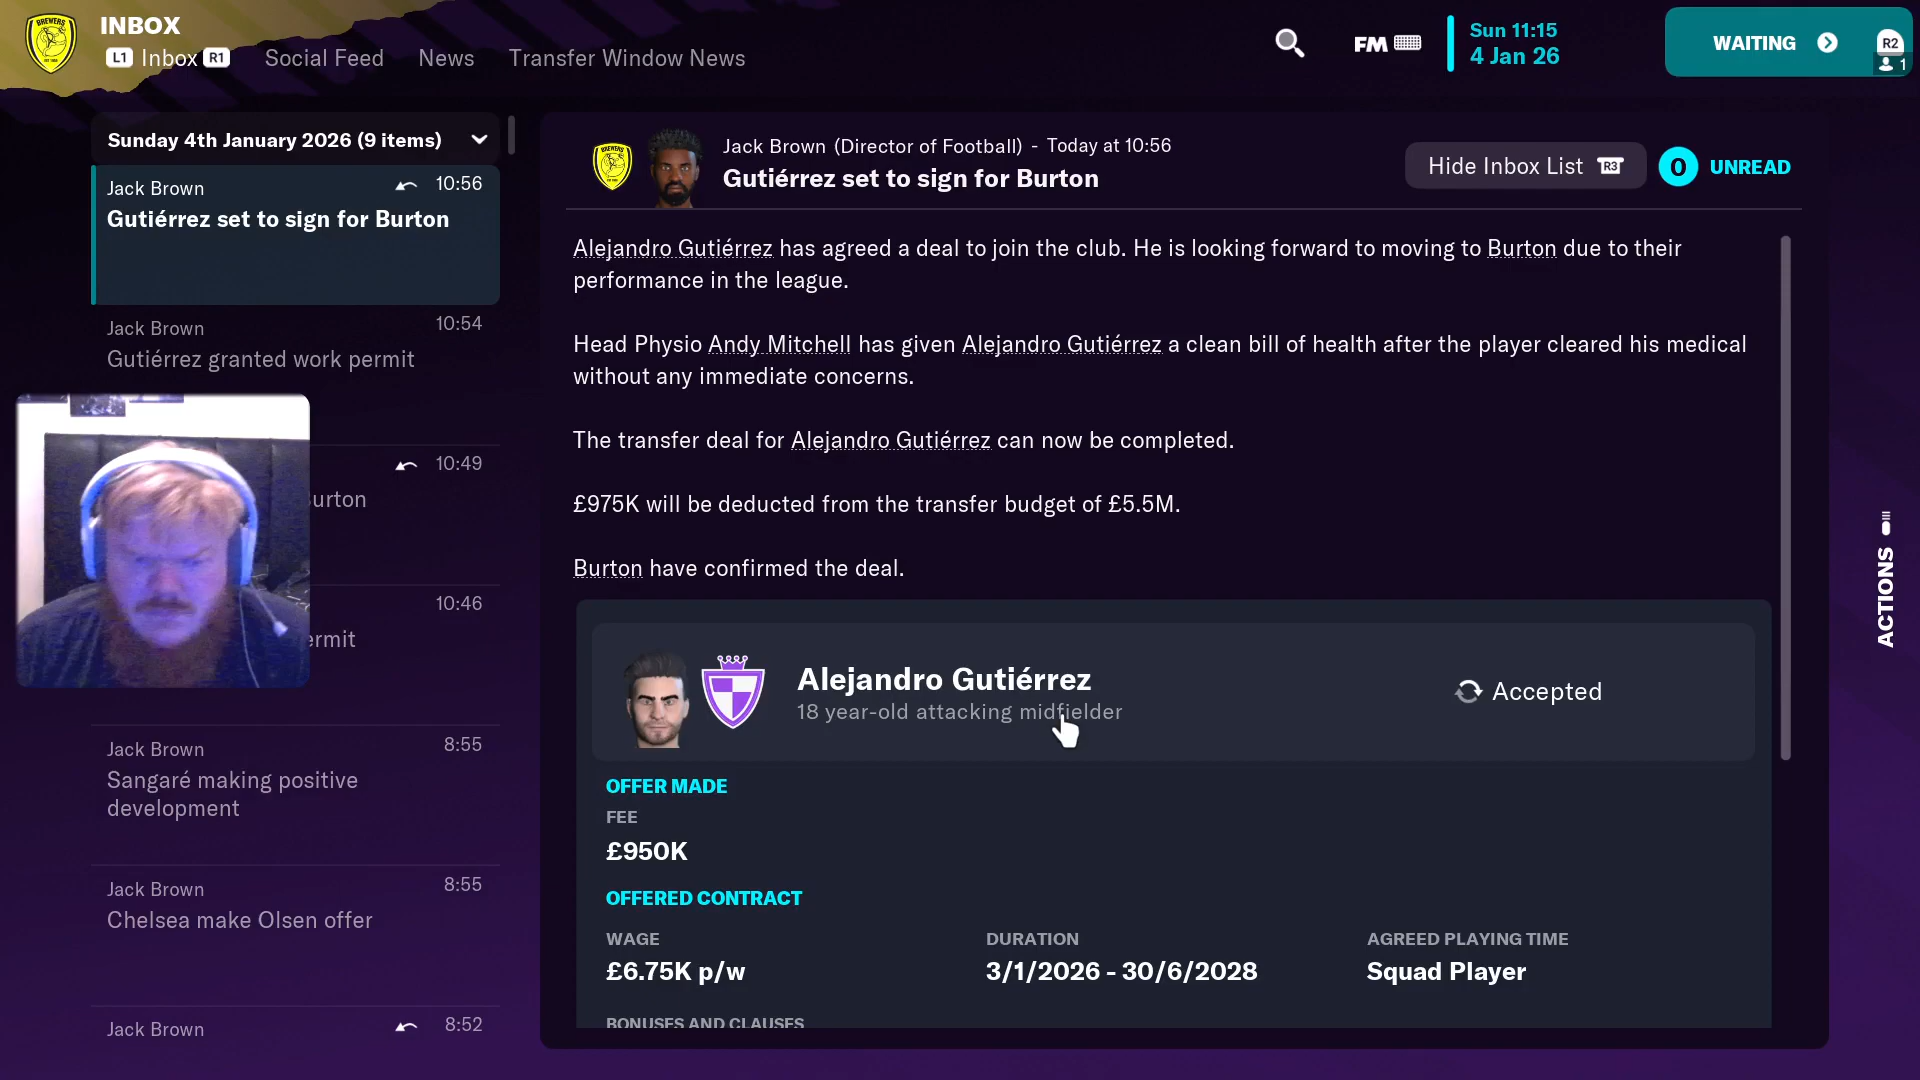 INBOX
L1 Inbox R1 Social Feed News Transfer Window News
FM
Sun 11:15
4 Jan 26
WAITING R2
1
Sunday 4th January 2026 (9 items)
Jack Brown 10:56
Gutiérrez set to sign for Burton
Jack Brown 10:54
Gutiérrez granted work permit
10:49
urton
10:46
ermit
Jack Brown 8:55
Sangaré making positive
development
Jack Brown 8:55
Chelsea make Olsen offer
Jack Brown 8:52
Jack Brown (Director of Football) - Today at 10:56
Gutiérrez set to sign for Burton
Hide Inbox List R3
0 UNREAD
Alejandro Gutiérrez has agreed a deal to join the club. He is looking forward to moving to Burton due to their
performance in the league.
Head Physio Andy Mitchell has given Alejandro Gutiérrez a clean bill of health after the player cleared his medical
without any immediate concerns.
The transfer deal for Alejandro Gutiérrez can now be completed.
£975K will be deducted from the transfer budget of £5.5M.
Burton have confirmed the deal.
Alejandro Gutiérrez
18 year-old attacking midfielder
Accepted
OFFER MADE
FEE
£950K
OFFERED CONTRACT
WAGE DURATION AGREED PLAYING TIME
£6.75K p/w 3/1/2026 - 30/6/2028 Squad Player
BONUSES AND CLAUSES
ACTIONS
BREWERS